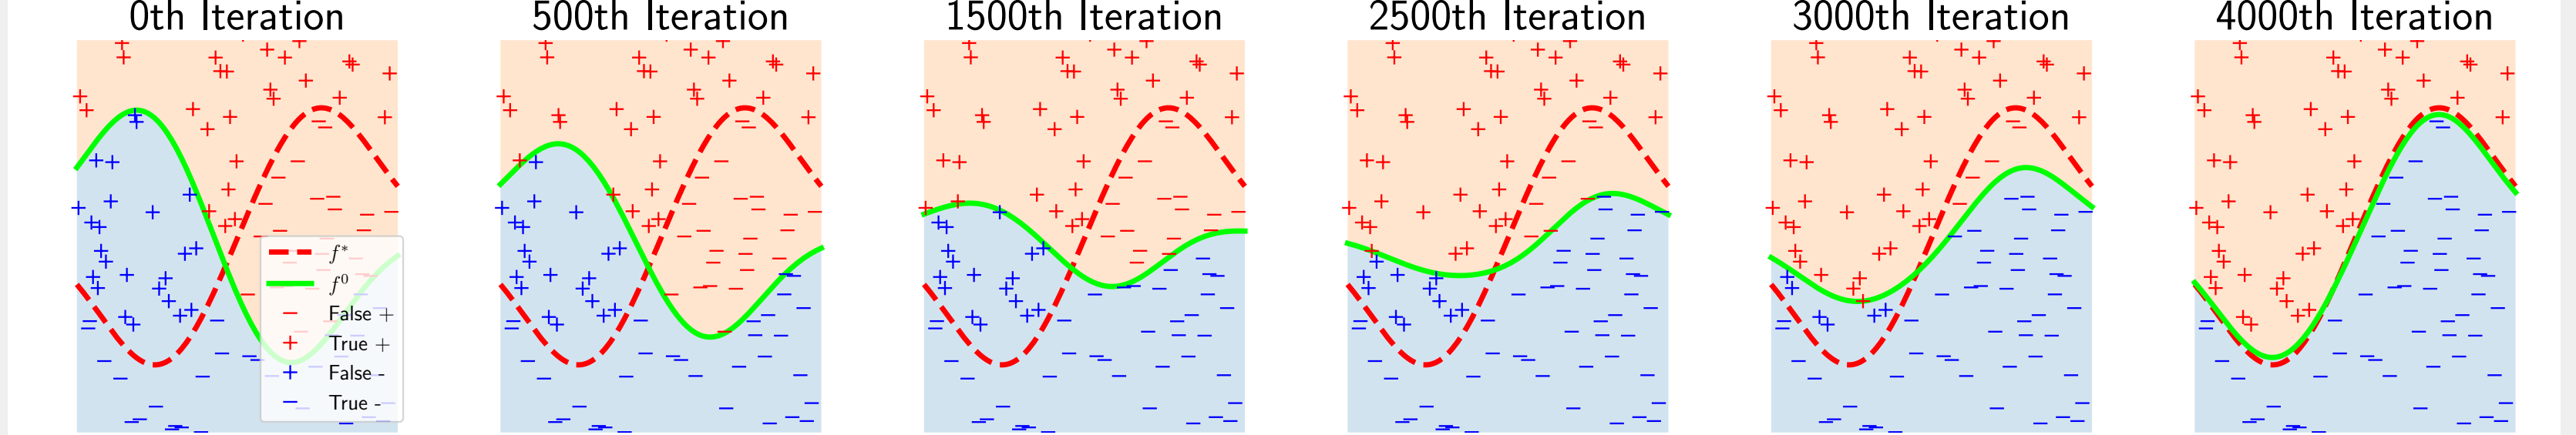 0th Iteration
500th Iteration
1500th Iteration
2500th Iteration
3000th Iteration
4000th Iteration
f*
f⁰
False +
True +
False -
True -